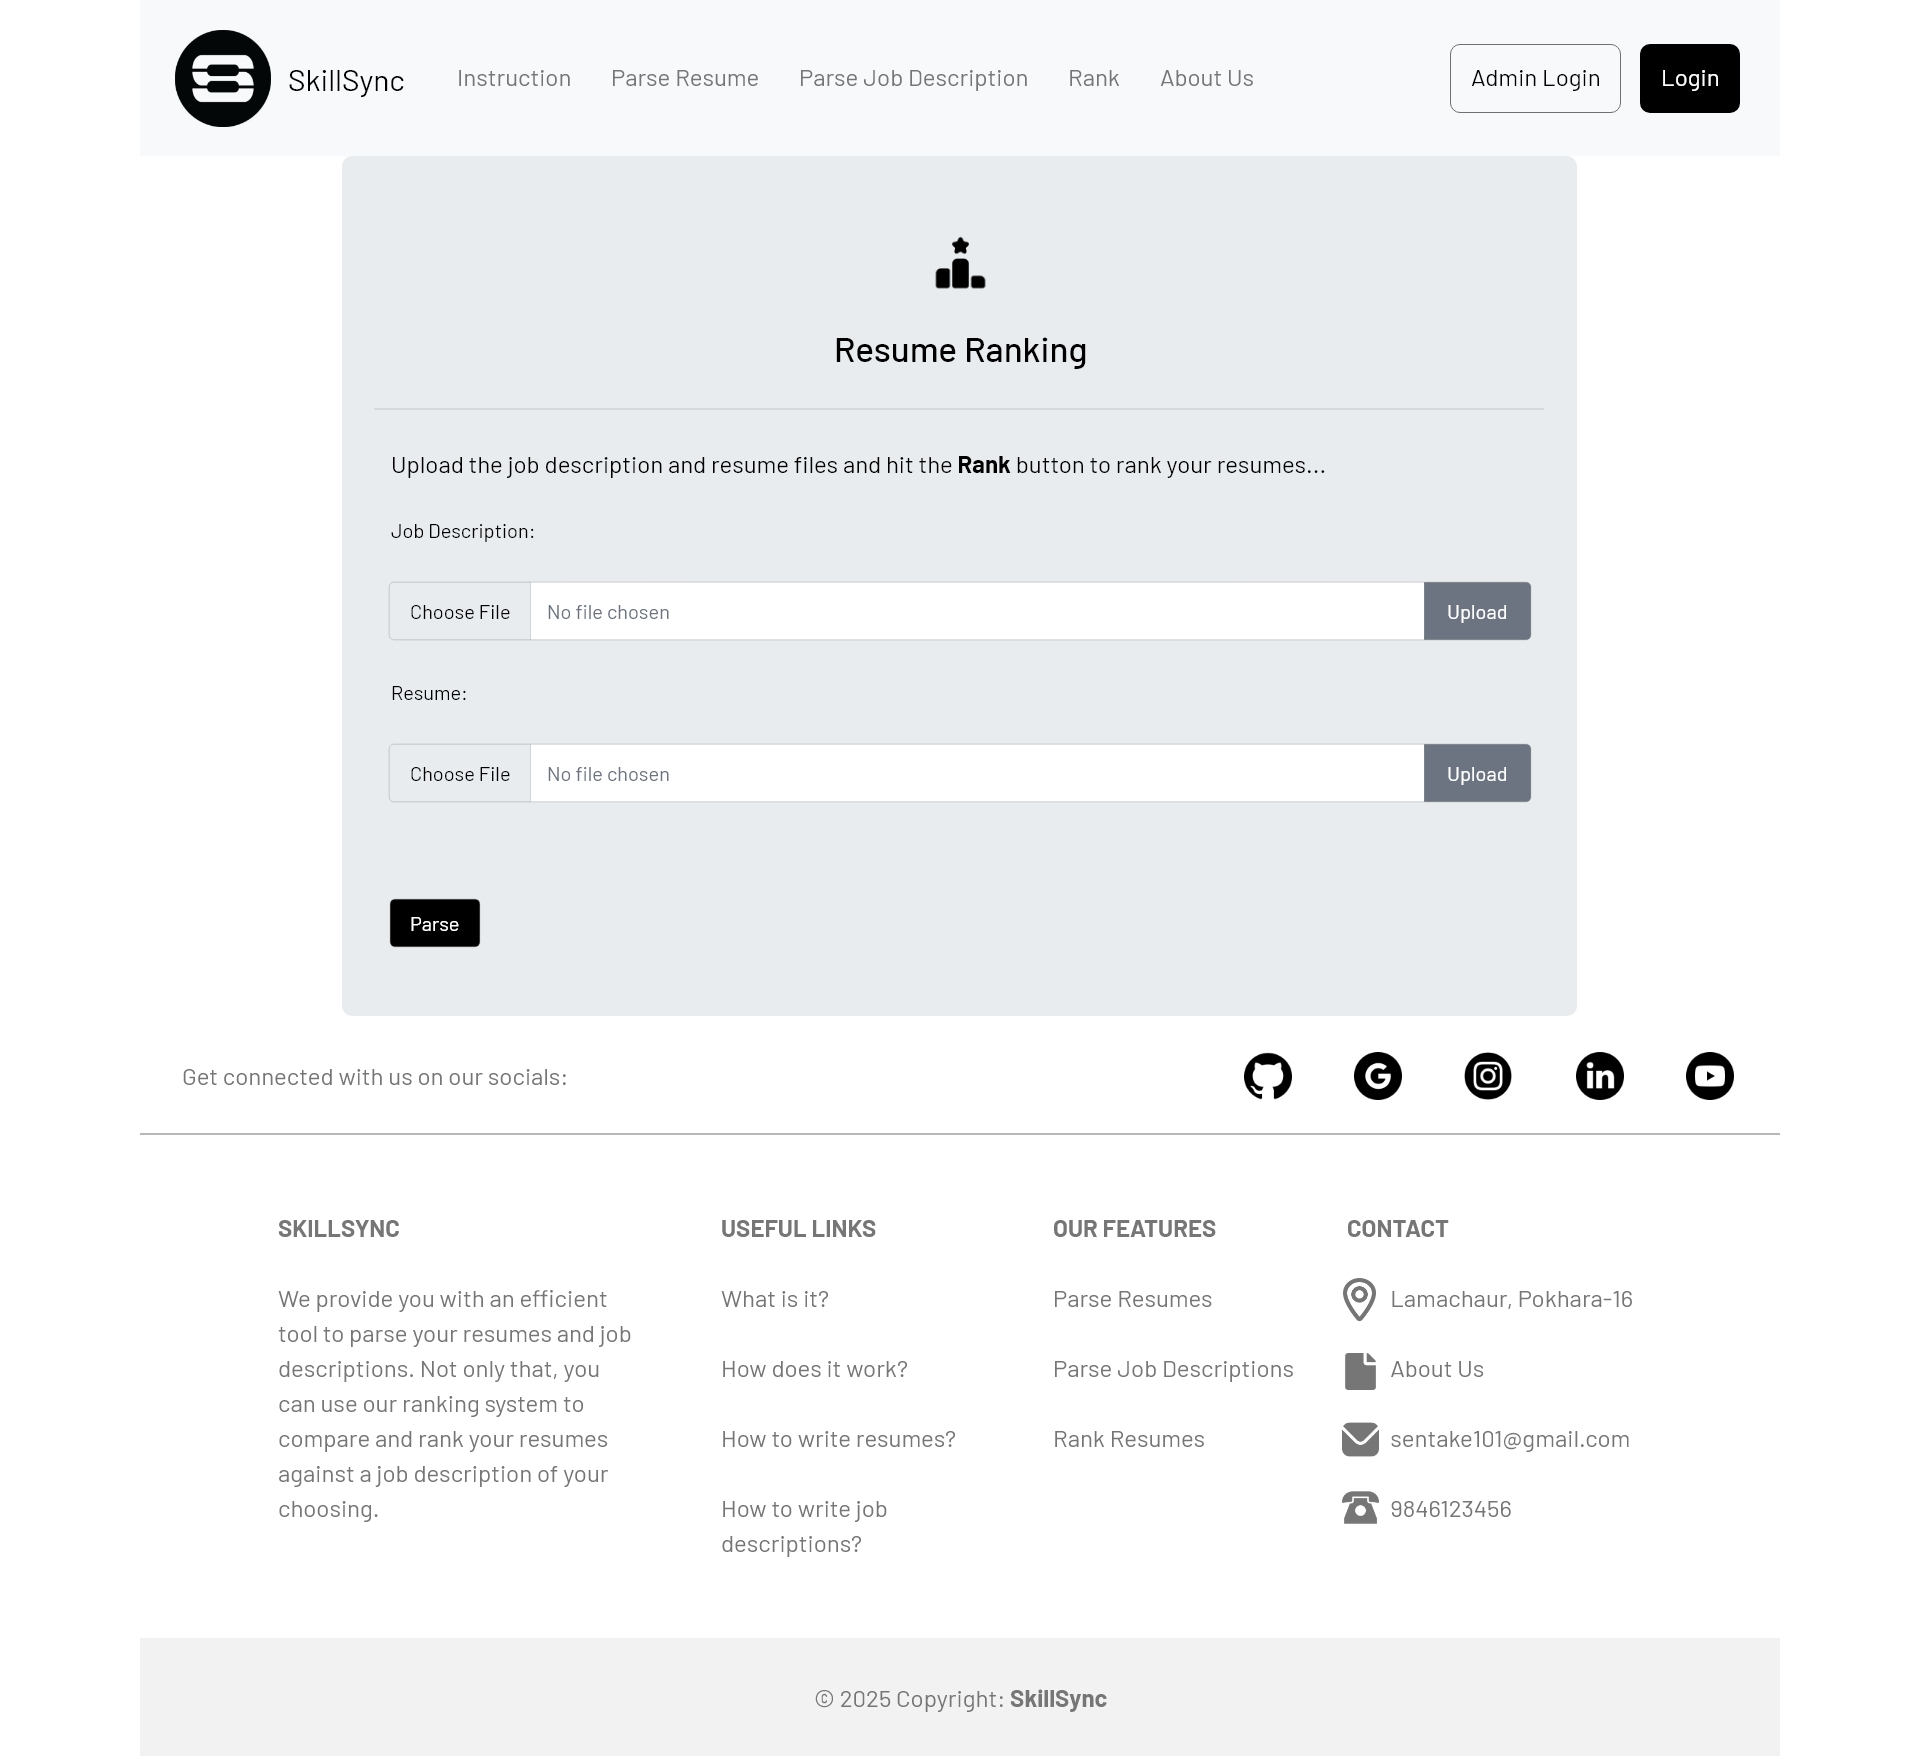 SkillSync
Instruction
Parse Resume
Parse Job Description
Rank
About Us
Admin Login
Login
Resume Ranking
Upload the job description and resume files and hit the Rank button to rank your resumes...
Job Description:
Choose File
No file chosen
Upload
Resume:
Choose File
No file chosen
Upload
Parse
Get connected with us on our socials:
SKILLSYNC
We provide you with an efficient
tool to parse your resumes and job
descriptions. Not only that, you
can use our ranking system to
compare and rank your resumes
against a job description of your
choosing.
USEFUL LINKS
What is it?
How does it work?
How to write resumes?
How to write job
descriptions?
OUR FEATURES
Parse Resumes
Parse Job Descriptions
Rank Resumes
CONTACT
Lamachaur, Pokhara-16
About Us
sentake101@gmail.com
9846123456
© 2025 Copyright: SkillSync